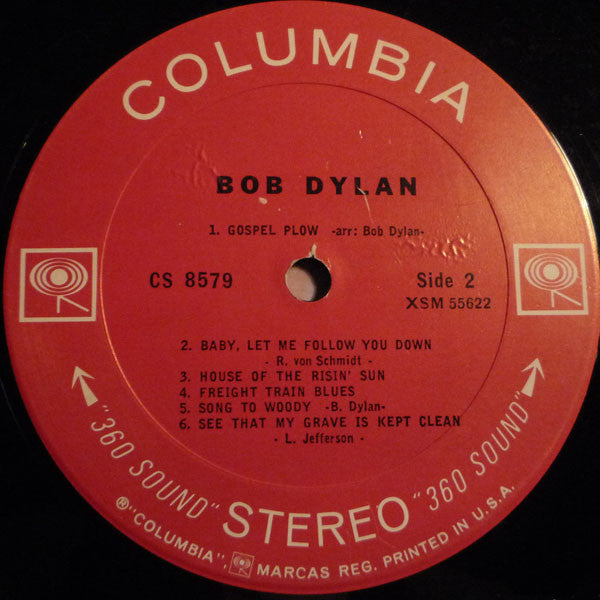 COLUMBIA
BOB DYLAN
1. GOSPEL PLOW -arr: Bob Dylan-
CS 8579
Side 2
XSM 55622
2. BABY, LET ME FOLLOW YOU DOWN
- R. von Schmidt -
3. HOUSE OF THE RISIN' SUN
4. FREIGHT TRAIN BLUES
5. SONG TO WOODY -B. Dylan-
6. SEE THAT MY GRAVE IS KEPT CLEAN
- L. Jefferson -
"360 SOUND" STEREO "360 SOUND"
®"COLUMBIA", MARCAS REG. PRINTED IN U.S.A.